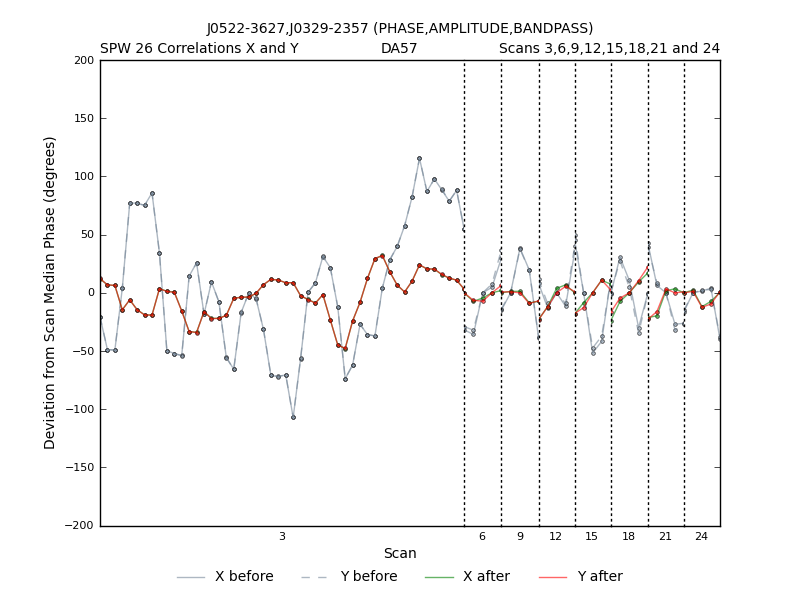 J0522-3627,J0329-2357 (PHASE,AMPLITUDE,BANDPASS)
SPW 26 Correlations X and Y DA57 Scans 3,6,9,12,15,18,21 and 24
200
150
100
50
0
−50
−100
−150
−200
Deviation from Scan Median Phase (degrees)
3 6 9 12 15 18 21 24
Scan
X before Y before X after Y after